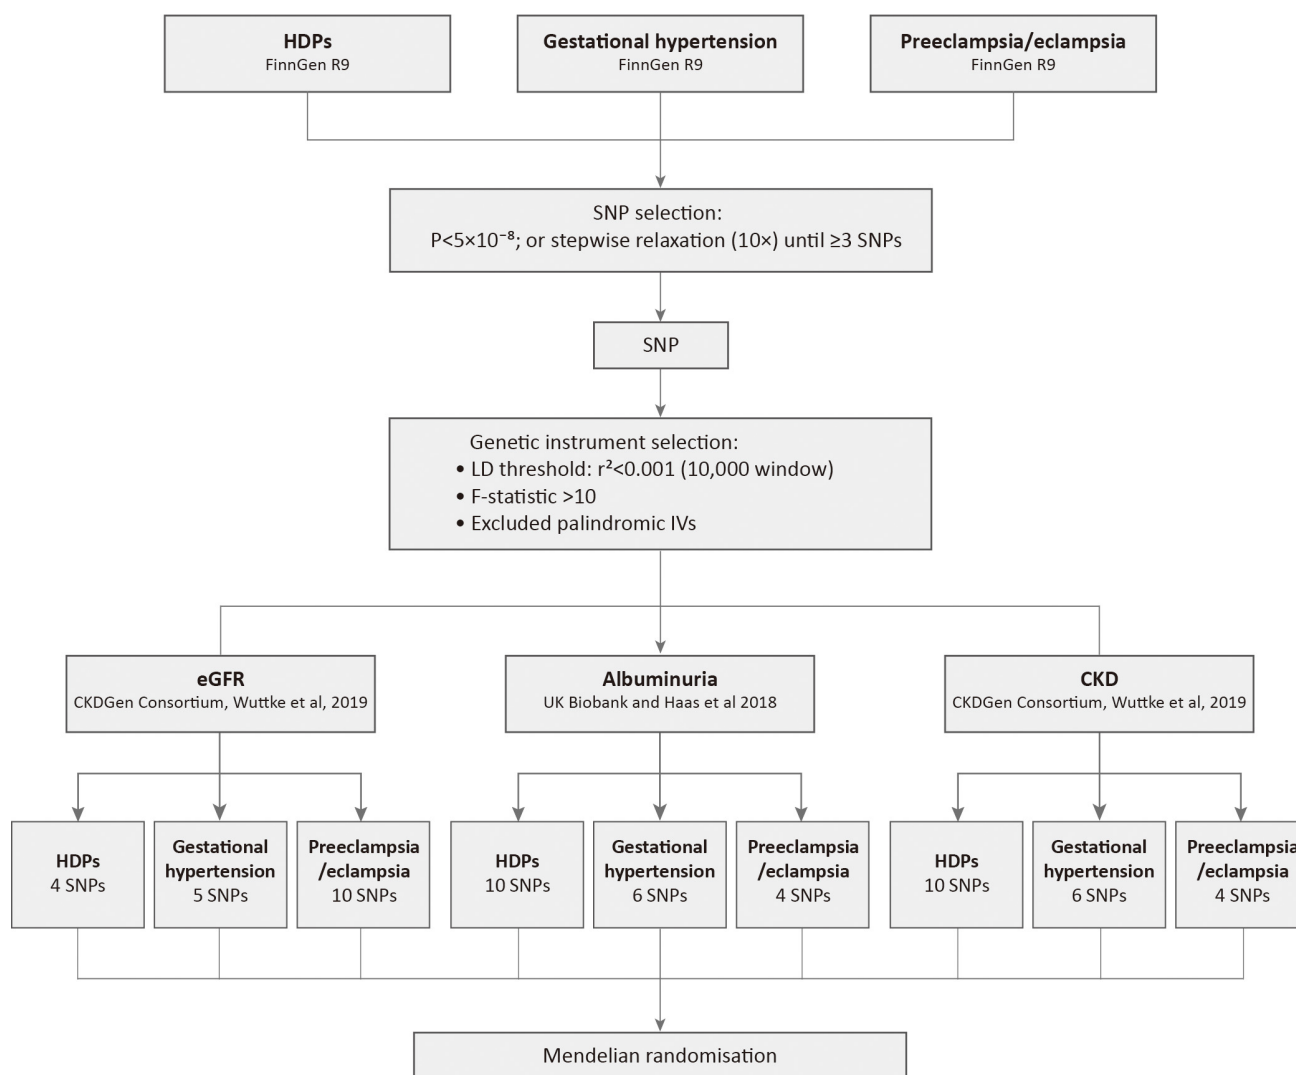 HDPs
FinnGen R9
Gestational hypertension
FinnGen R9
Preeclampsia/eclampsia
FinnGen R9
SNP selection:
P<5×10⁻⁸; or stepwise relaxation (10×) until ≥3 SNPs
SNP
Genetic instrument selection:
• LD threshold: r²<0.001 (10,000 window)
• F-statistic >10
• Excluded palindromic IVs
eGFR
CKDGen Consortium, Wuttke et al, 2019
Albuminuria
UK Biobank and Haas et al 2018
CKD
CKDGen Consortium, Wuttke et al, 2019
HDPs
4 SNPs
Gestational
hypertension
5 SNPs
Preeclampsia
/eclampsia
10 SNPs
HDPs
10 SNPs
Gestational
hypertension
6 SNPs
Preeclampsia
/eclampsia
4 SNPs
HDPs
10 SNPs
Gestational
hypertension
6 SNPs
Preeclampsia
/eclampsia
4 SNPs
Mendelian randomisation